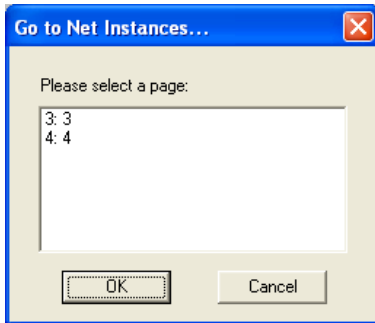 Go to Net Instances...
Please select a page:
3: 3
4: 4
OK
Cancel